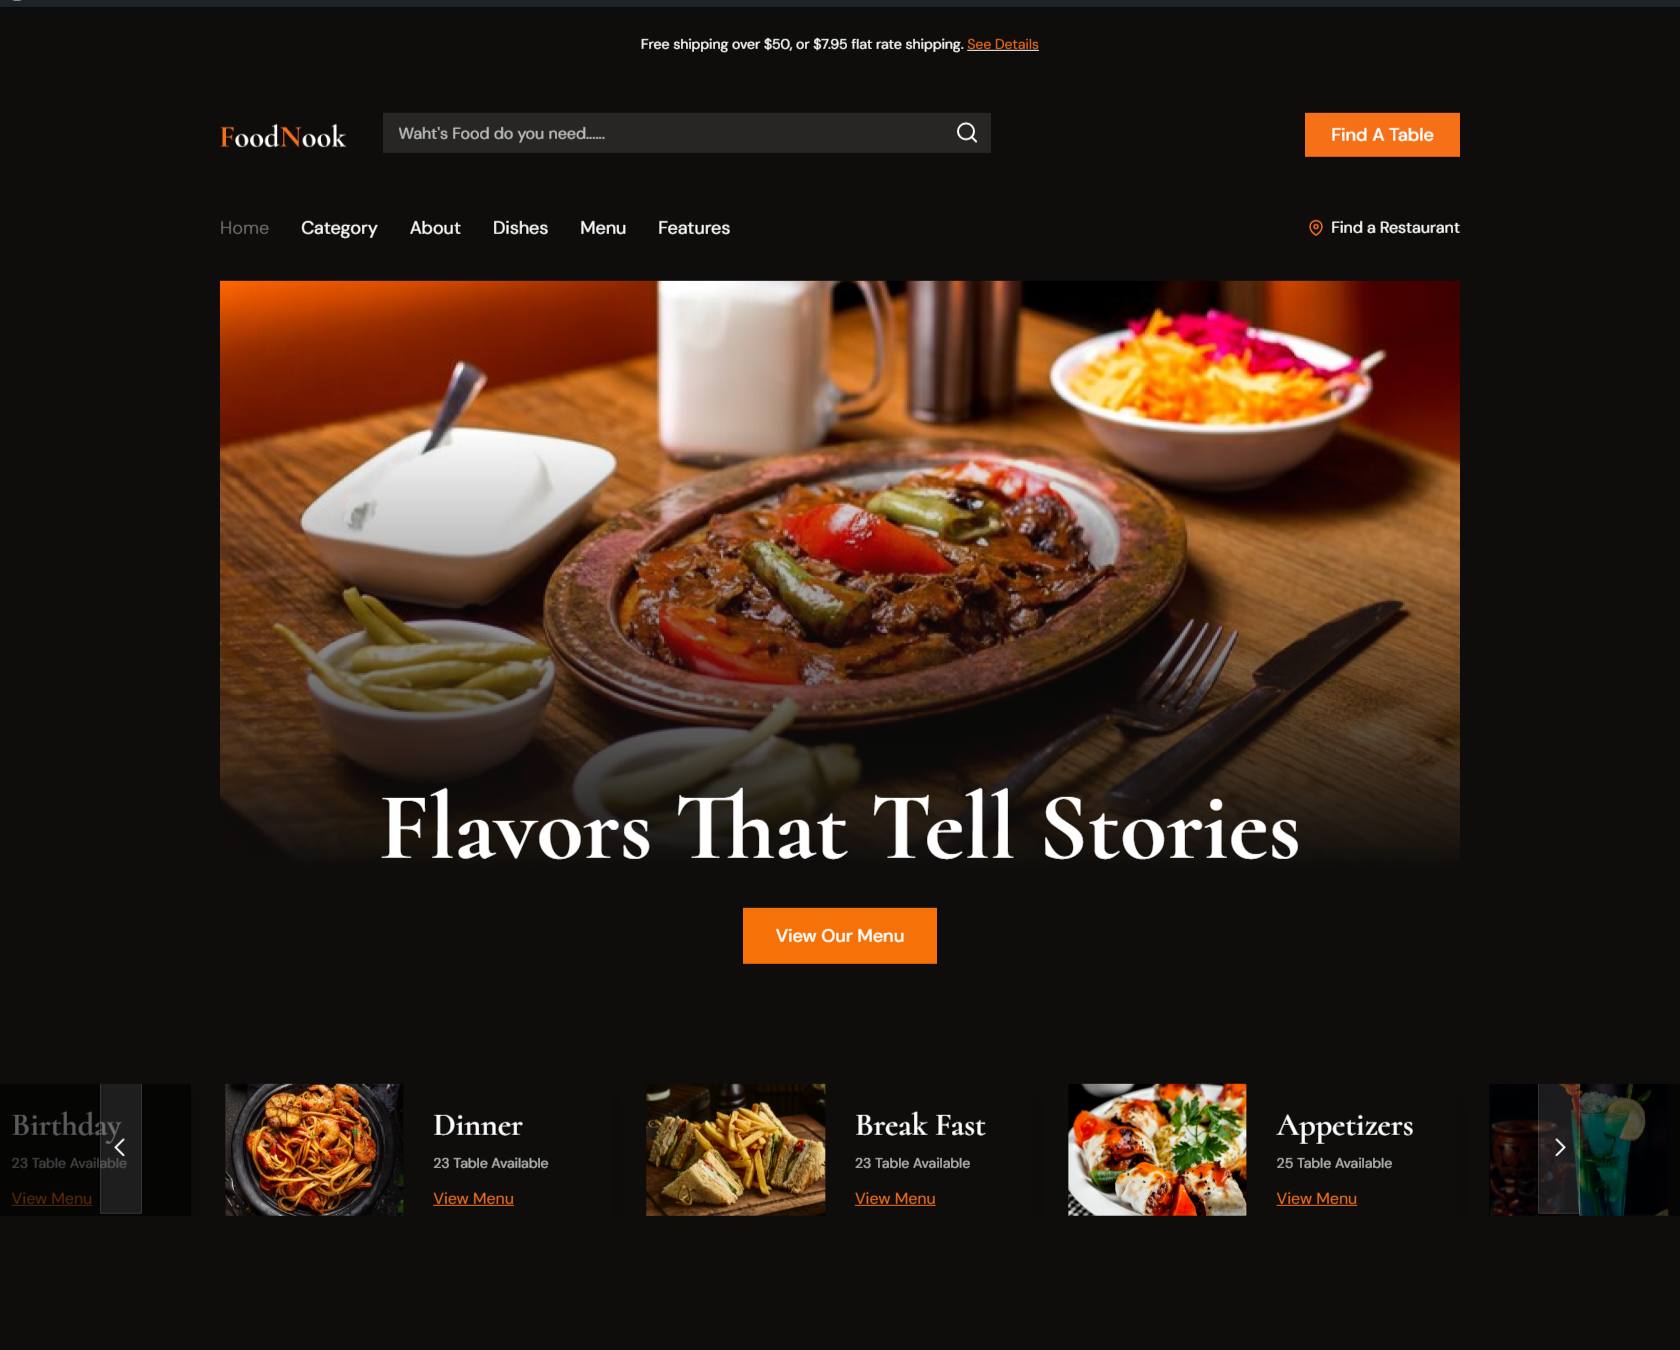 Free shipping over $50, or $7.95 flat rate shipping. See Details
FoodNook
Waht's Food do you need......
Find A Table
Home Category About Dishes Menu Features
Find a Restaurant
Flavors That Tell Stories
View Our Menu
Birthday
23 Table Available
View Menu
Dinner
23 Table Available
View Menu
Break Fast
23 Table Available
View Menu
Appetizers
25 Table Available
View Menu